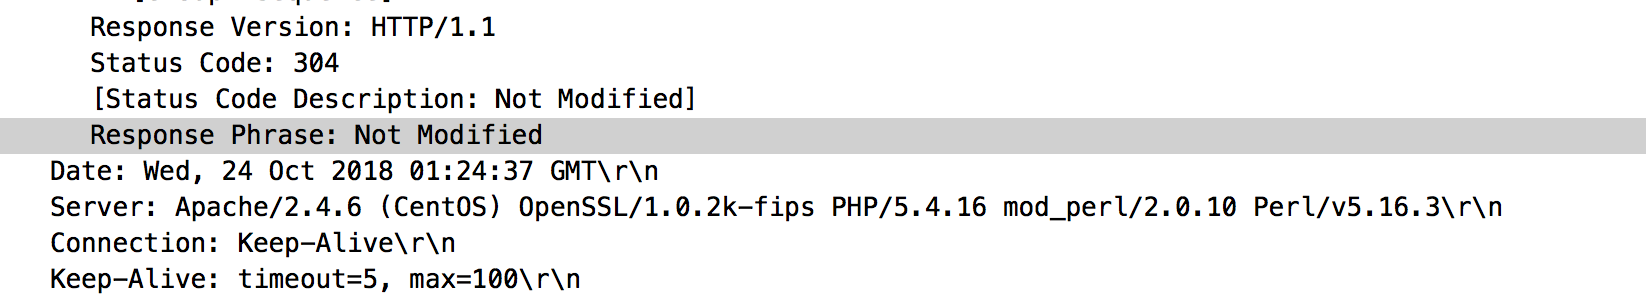 Response Version: HTTP/1.1
Status Code: 304
[Status Code Description: Not Modified]
Response Phrase: Not Modified
Date: Wed, 24 Oct 2018 01:24:37 GMT\r\n
Server: Apache/2.4.6 (CentOS) OpenSSL/1.0.2k-fips PHP/5.4.16 mod_perl/2.0.10 Perl/v5.16.3\r\n
Connection: Keep-Alive\r\n
Keep-Alive: timeout=5, max=100\r\n